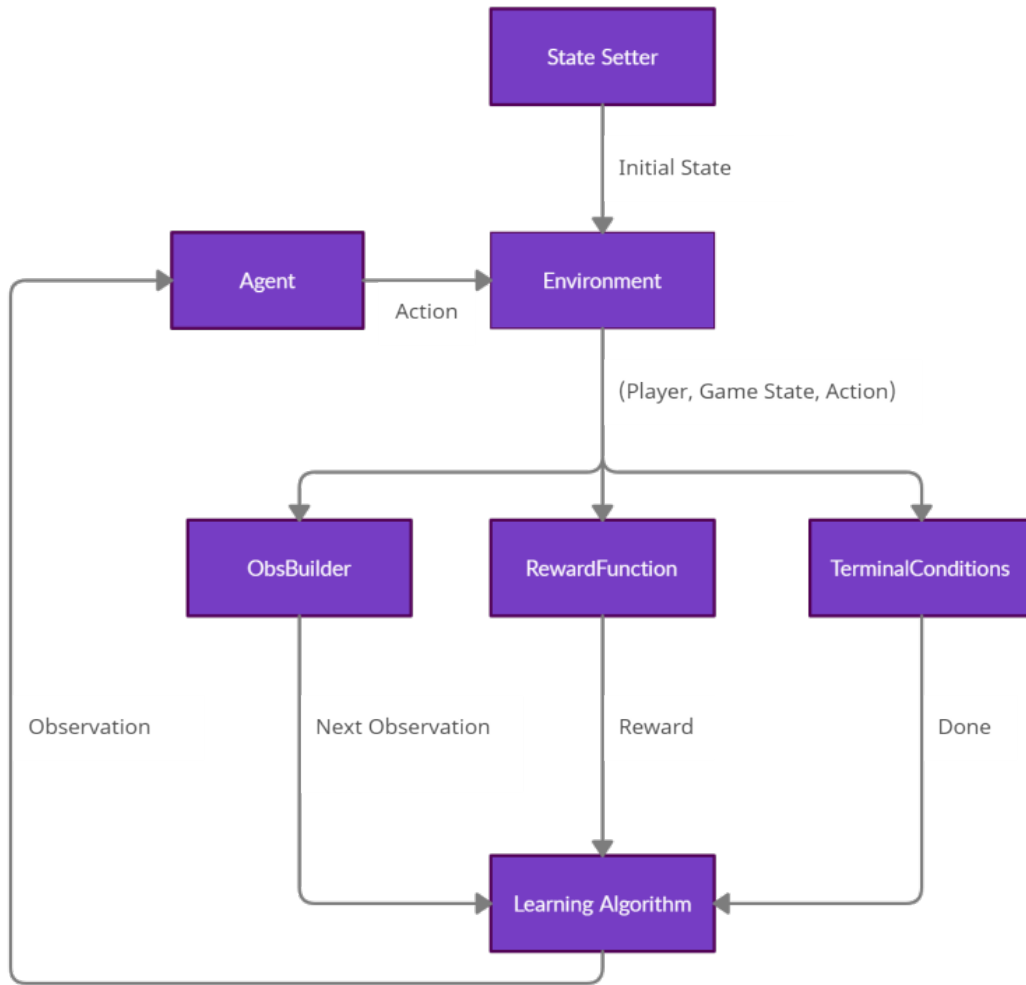 State Setter
Initial State
Agent
Action
Environment
(Player, Game State, Action)
ObsBuilder
RewardFunction
TerminalConditions
Observation
Next Observation
Reward
Done
Learning Algorithm